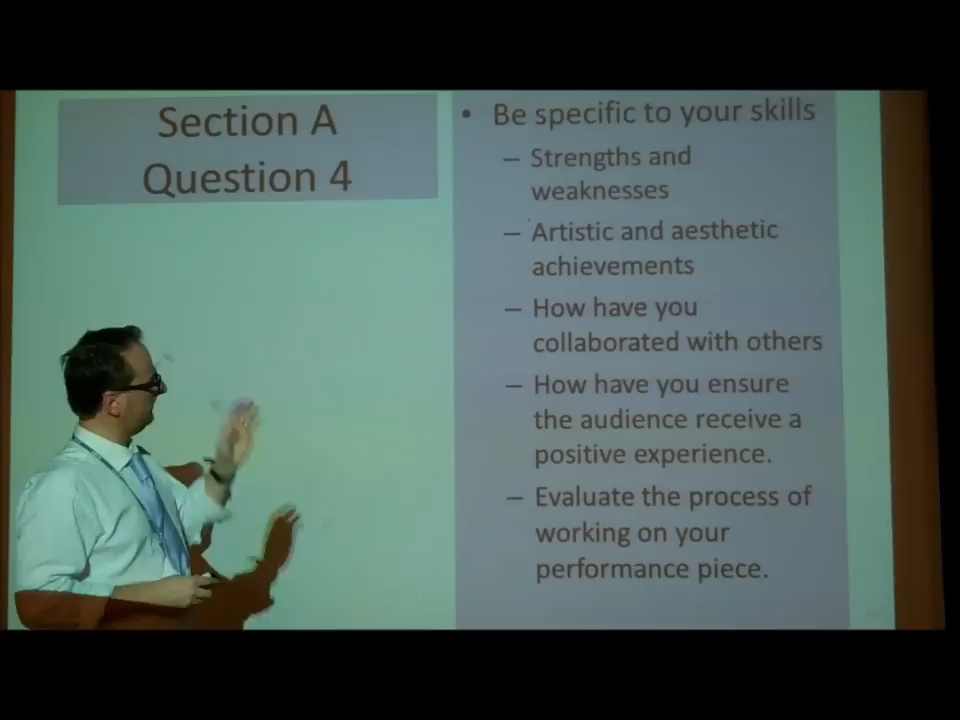 Section A
Question 4
• Be specific to your skills
– Strengths and
weaknesses
– Artistic and aesthetic
achievements
– How have you
collaborated with others
– How have you ensure
the audience receive a
positive experience.
– Evaluate the process of
working on your
performance piece.